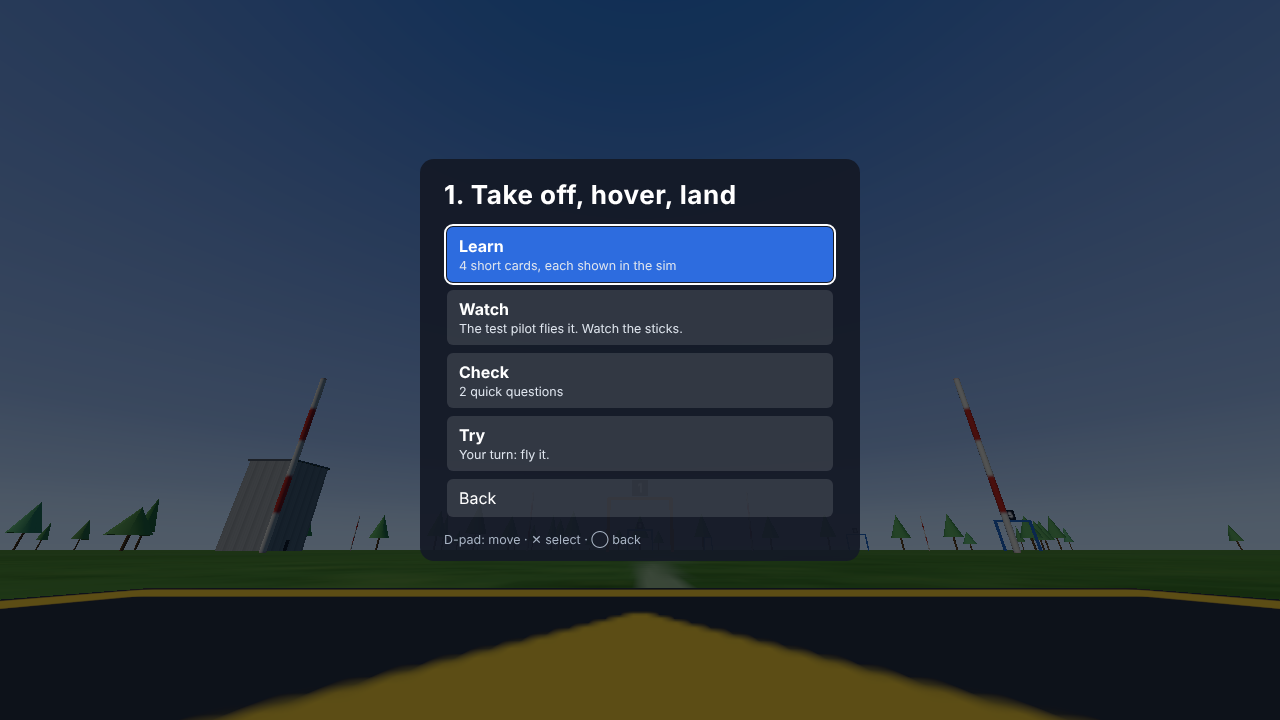 1. Take off, hover, land
Learn
4 short cards, each shown in the sim
Watch
The test pilot flies it. Watch the sticks.
Check
2 quick questions
Try
Your turn: fly it.
Back
D-pad: move · ✕ select · ◯ back